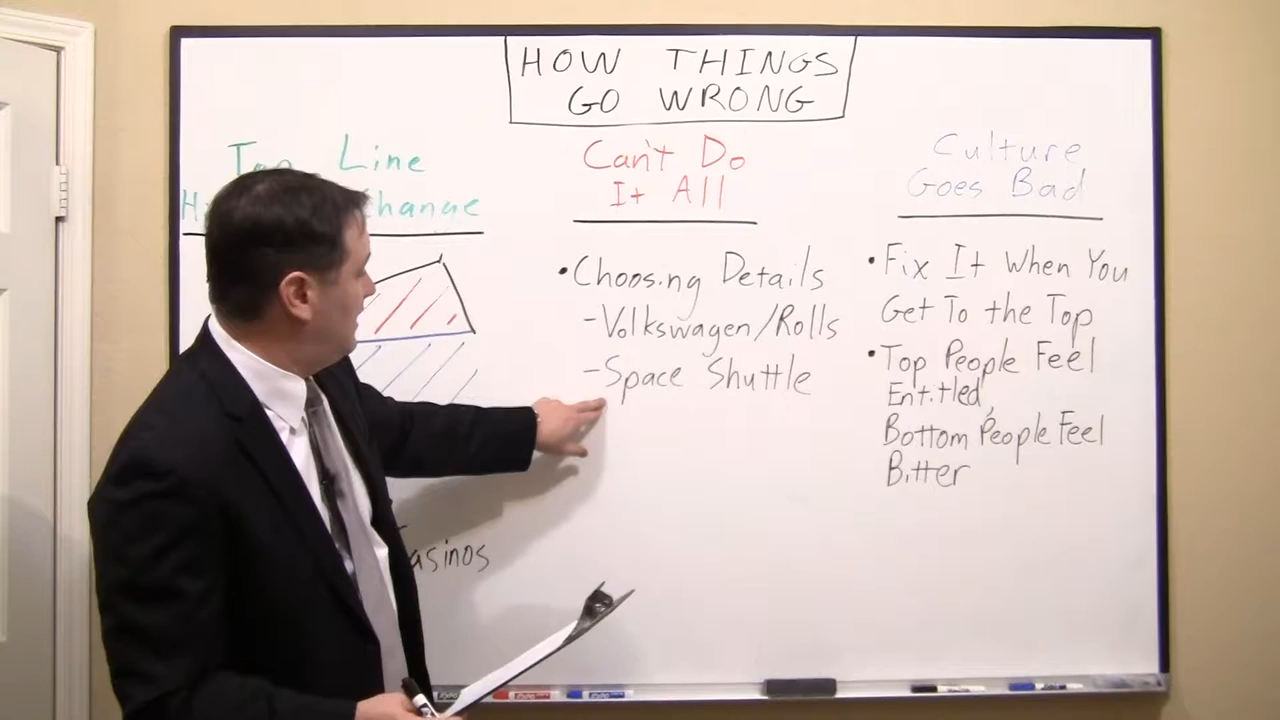 HOW THINGS
GO WRONG
Line
Change
asinos
Can't Do
It All
•Choosing Details
-Volkswagen/Rolls
-Space Shuttle
Culture
Goes Bad
•Fix It When You
Get To the Top
•Top People Feel
Entitled,
Bottom People Feel
Bitter